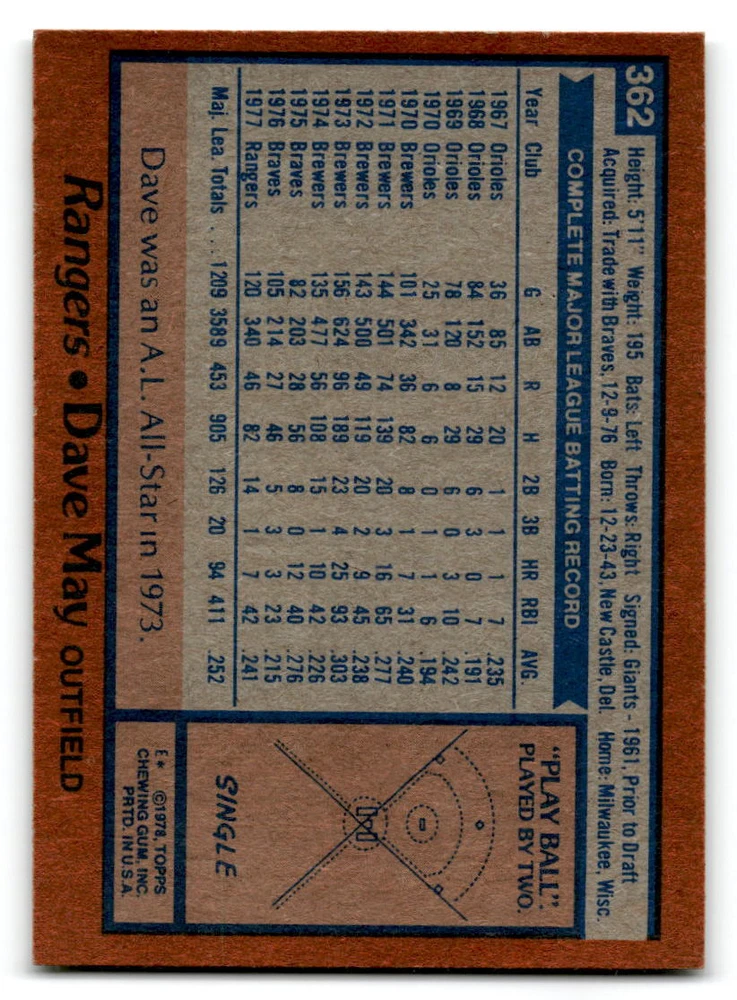 362
Height: 5'11" Weight: 195 Bats: Left Throws: Right Signed: Giants - 1961, Prior to Draft
Acquired: Trade with Braves, 12-9-76 Born: 12-23-43, New Castle, Del. Home: Milwaukee, Wisc.
COMPLETE MAJOR LEAGUE BATTING RECORD
Year Club G AB R H 2B 3B HR RBI AVG.
1967 Orioles 36 85 12 20 1 1 1 7 .235
1968 Orioles 84 152 15 29 6 3 0 7 .191
1969 Orioles 78 120 8 29 6 0 3 10 .242
1970 Orioles 25 31 6 6 0 1 1 6 .194
1970 Brewers 101 342 36 82 8 1 7 31 .240
1971 Brewers 144 501 74 139 20 3 16 65 .277
1972 Brewers 143 500 49 119 20 2 9 45 .238
1973 Brewers 156 624 96 189 23 4 25 93 .303
1974 Brewers 135 477 56 108 15 1 10 42 .226
1975 Braves 82 203 28 56 8 0 12 40 .276
1976 Braves 105 214 27 46 5 3 3 23 .215
1977 Rangers 120 340 46 82 14 1 7 42 .241
Maj. Lea. Totals . . . 1209 3589 453 905 126 20 94 411 .252
Dave was an A.L. All-Star in 1973.
Rangers • Dave May OUTFIELD
"PLAY BALL".
PLAYED BY TWO.
SINGLE
E* ©1978, TOPPS
CHEWING GUM, INC.
PRTD. IN U.S.A.